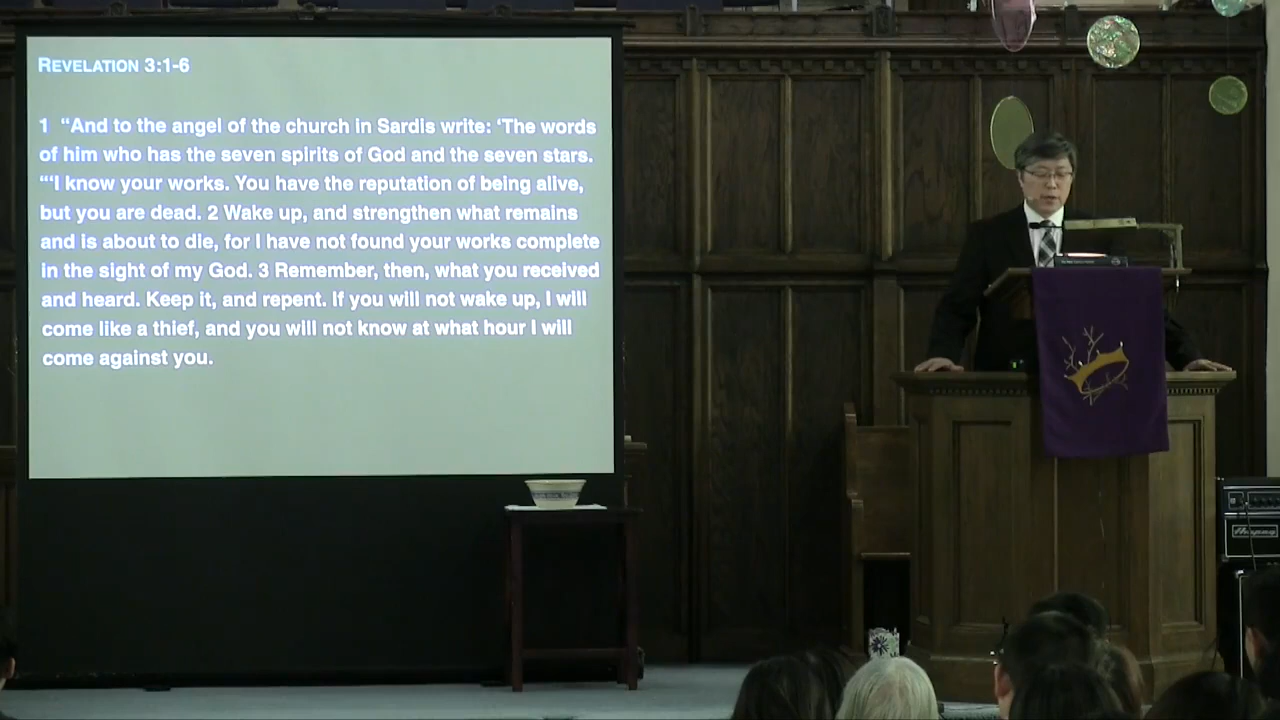 REVELATION 3:1-6
1 “And to the angel of the church in Sardis write: ‘The words
of him who has the seven spirits of God and the seven stars.
“‘I know your works. You have the reputation of being alive,
but you are dead. 2 Wake up, and strengthen what remains
and is about to die, for I have not found your works complete
in the sight of my God. 3 Remember, then, what you received
and heard. Keep it, and repent. If you will not wake up, I will
come like a thief, and you will not know at what hour I will
come against you.
Ampeg